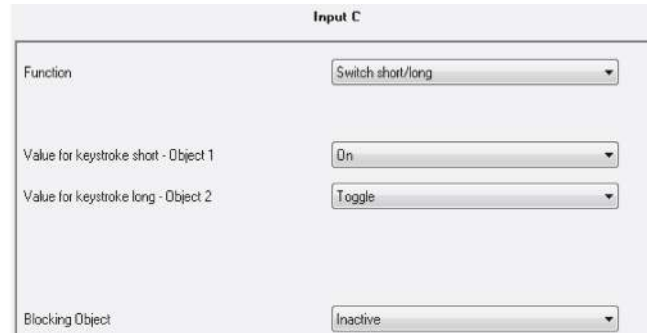 Input C
Function Switch short/long
Value for keystroke short - Object 1 On
Value for keystroke long - Object 2 Toggle
Blocking Object Inactive